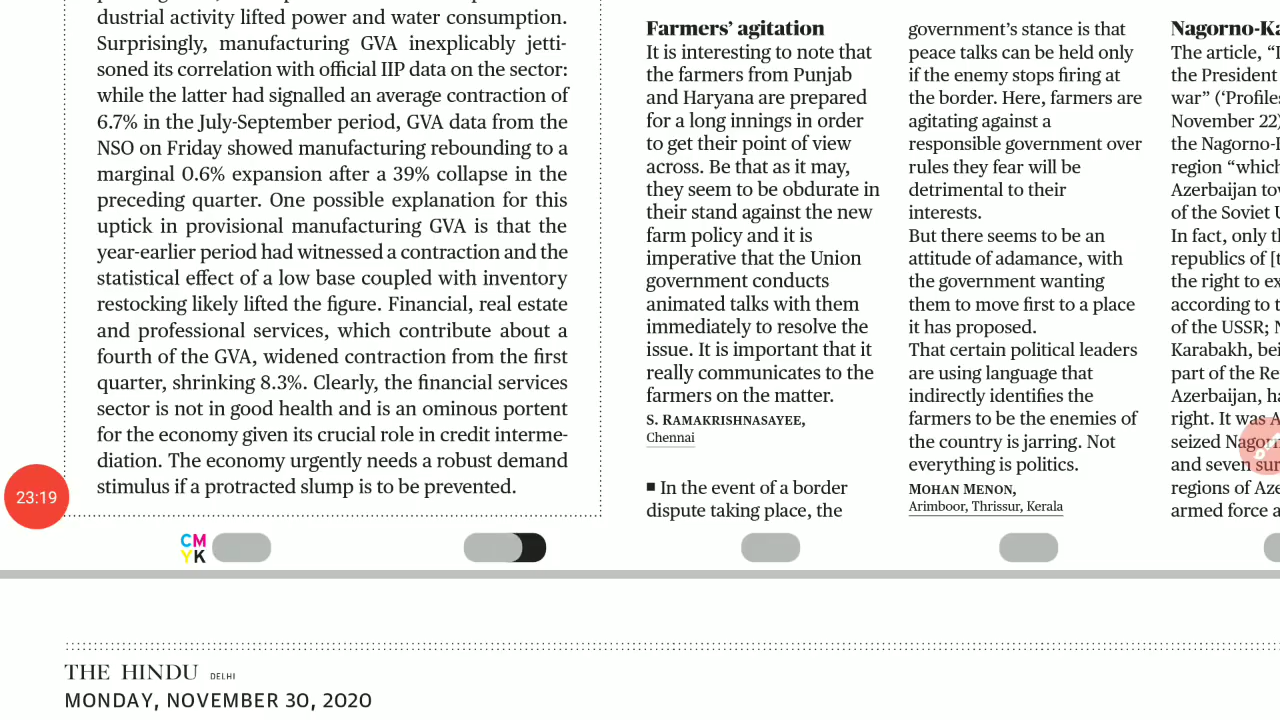 dustrial activity lifted power and water consumption.
Surprisingly, manufacturing GVA inexplicably jetti-
soned its correlation with official IIP data on the sector:
while the latter had signalled an average contraction of
6.7% in the July-September period, GVA data from the
NSO on Friday showed manufacturing rebounding to a
marginal 0.6% expansion after a 39% collapse in the
preceding quarter. One possible explanation for this
uptick in provisional manufacturing GVA is that the
year-earlier period had witnessed a contraction and the
statistical effect of a low base coupled with inventory
restocking likely lifted the figure. Financial, real estate
and professional services, which contribute about a
fourth of the GVA, widened contraction from the first
quarter, shrinking 8.3%. Clearly, the financial services
sector is not in good health and is an ominous portent
for the economy given its crucial role in credit interme-
diation. The economy urgently needs a robust demand
stimulus if a protracted slump is to be prevented.
23:19
Farmers' agitation
It is interesting to note that
the farmers from Punjab
and Haryana are prepared
for a long innings in order
to get their point of view
across. Be that as it may,
they seem to be obdurate in
their stand against the new
farm policy and it is
imperative that the Union
government conducts
animated talks with them
immediately to resolve the
issue. It is important that it
really communicates to the
farmers on the matter.
S. RAMAKRISHNASAYEE,
Chennai
■ In the event of a border
dispute taking place, the
government's stance is that
peace talks can be held only
if the enemy stops firing at
the border. Here, farmers are
agitating against a
responsible government over
rules they fear will be
detrimental to their
interests.
But there seems to be an
attitude of adamance, with
the government wanting
them to move first to a place
it has proposed.
That certain political leaders
are using language that
indirectly identifies the
farmers to be the enemies of
the country is jarring. Not
everything is politics.
MOHAN MENON,
Arimboor, Thrissur, Kerala
Nagorno-Ka
The article, "I
the President
war" ('Profiles
November 22)
the Nagorno-
region "which
Azerbaijan tow
of the Soviet U
In fact, only th
republics of [t
the right to ex
according to t
of the USSR; N
Karabakh, bei
part of the Re
Azerbaijan, ha
right. It was A
seized Nagorn
and seven sur
regions of Aze
armed force a
CM
YK
THE HINDU DELHI
MONDAY, NOVEMBER 30, 2020